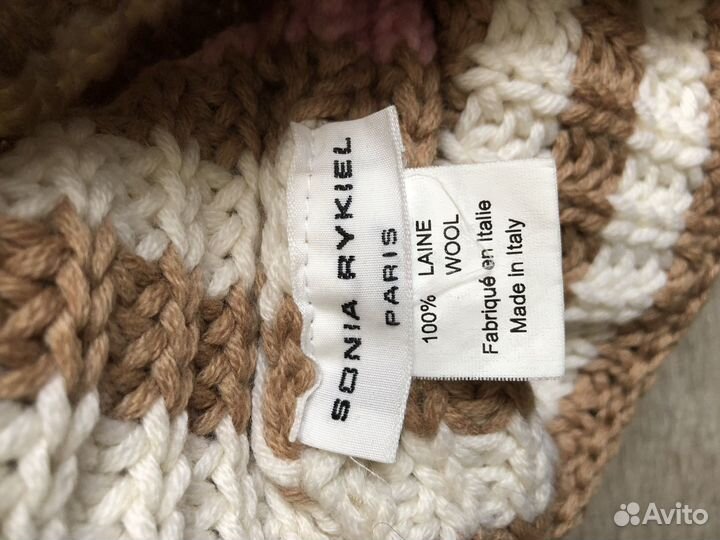 SONIA RYKIEL
PARIS
100% LAINE
WOOL
Fabriqué en Italie
Made in Italy
Avito